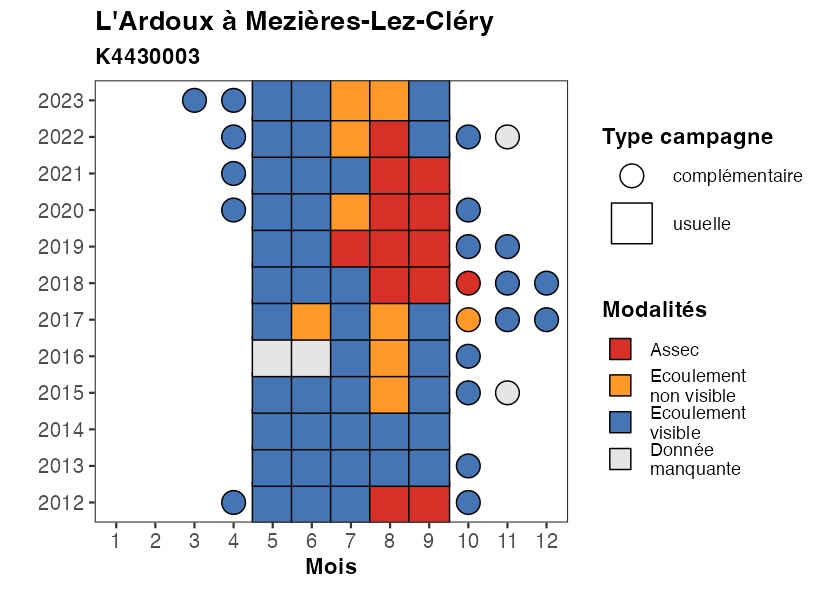 L'Ardoux à Mezières-Lez-Cléry
K4430003
2023
2022
2021
2020
2019
2018
2017
2016
2015
2014
2013
2012
1 2 3 4 5 6 7 8 9 10 11 12
Mois
Type campagne
complémentaire
usuelle
Modalités
Assec
Ecoulement
non visible
Ecoulement
visible
Donnée
manquante